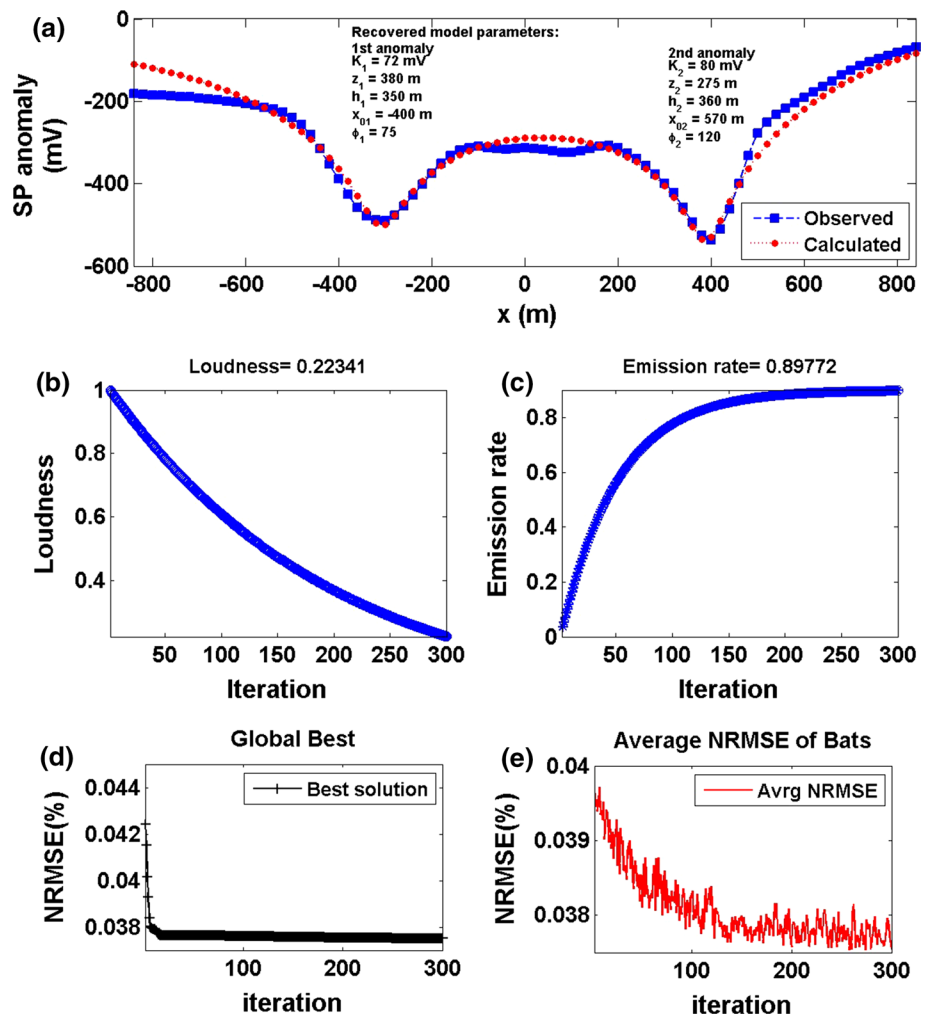 (a)
0
-200
-400
-600
SP anomaly
(mV)
Recovered model parameters:
1st anomaly
K1 = 72 mV
z1 = 380 m
h1 = 350 m
x01 = -400 m
ϕ1 = 75
2nd anomaly
K2 = 80 mV
z2 = 275 m
h2 = 360 m
x02 = 570 m
ϕ2 = 120
Observed
Calculated
-800 -600 -400 -200 0 200 400 600 800
x (m)
(b)
Loudness= 0.22341
1
0.8
0.6
0.4
Loudness
50 100 150 200 250 300
Iteration
(c)
Emission rate= 0.89772
0.8
0.6
0.4
0.2
0
Emission rate
50 100 150 200 250 300
Iteration
(d)
Global Best
0.044
0.042
0.04
0.038
NRMSE(%)
Best solution
100 200 300
iteration
(e)
Average NRMSE of Bats
0.04
0.039
0.038
NRMSE(%)
Avrg NRMSE
100 200 300
iteration